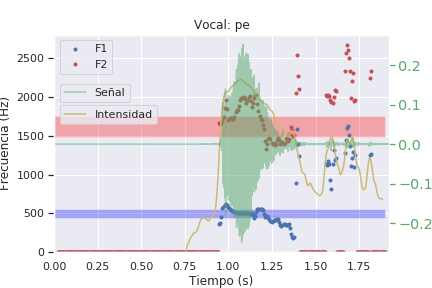 Vocal: pe
F1
F2
Señal
Intensidad
Frecuencia (Hz)
2500
2000
1500
1000
500
0
0.2
0.1
0.0
−0.1
−0.2
0.00 0.25 0.50 0.75 1.00 1.25 1.50 1.75
Tiempo (s)